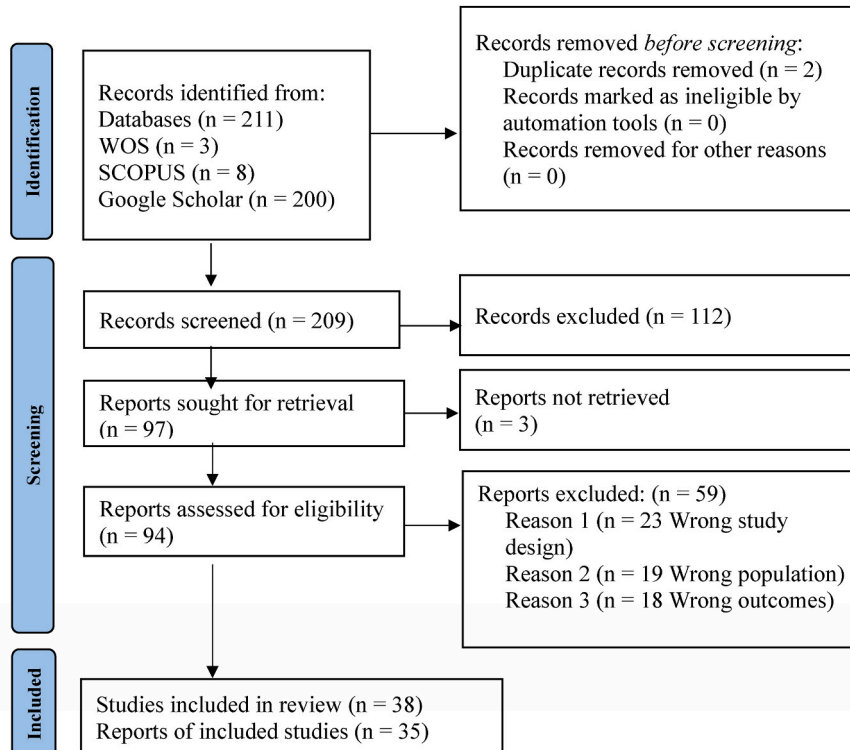 Identification
Records identified from:
Databases (n = 211)
WOS (n = 3)
SCOPUS (n = 8)
Google Scholar (n = 200)
Records removed before screening:
Duplicate records removed (n = 2)
Records marked as ineligible by
automation tools (n = 0)
Records removed for other reasons
(n = 0)
Screening
Records screened (n = 209)
Records excluded (n = 112)
Reports sought for retrieval
(n = 97)
Reports not retrieved
(n = 3)
Reports assessed for eligibility
(n = 94)
Reports excluded: (n = 59)
Reason 1 (n = 23 Wrong study
design)
Reason 2 (n = 19 Wrong population)
Reason 3 (n = 18 Wrong outcomes)
Included
Studies included in review (n = 38)
Reports of included studies (n = 35)